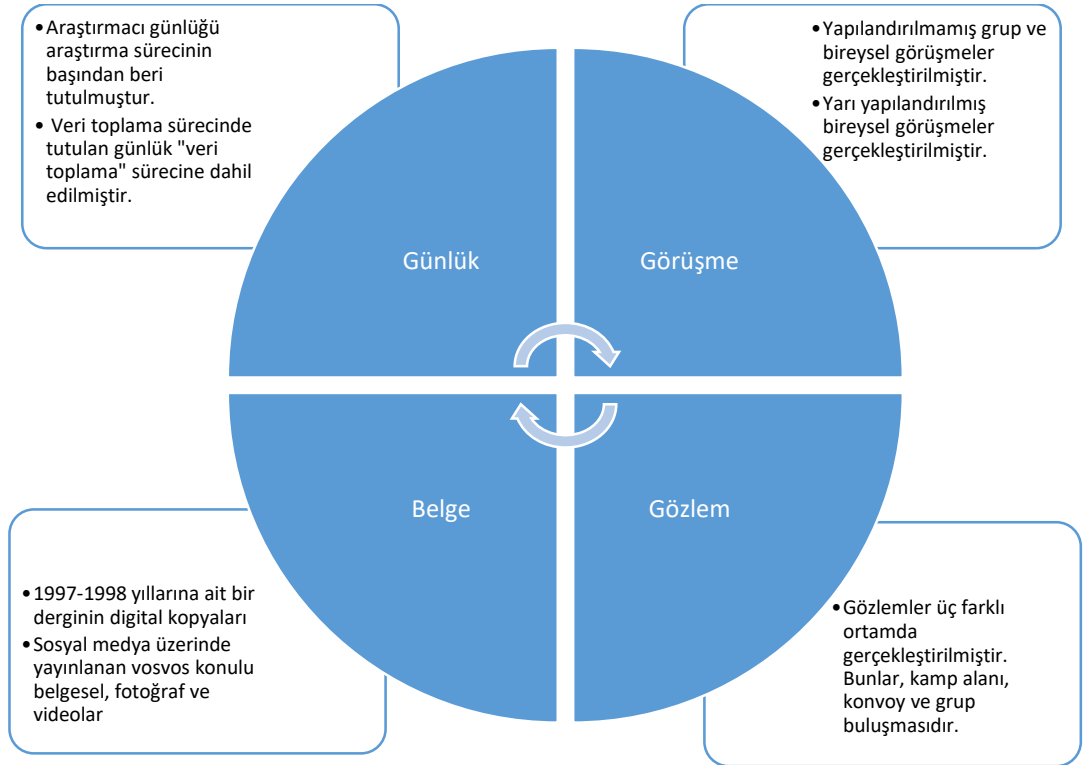 •Araştırmacı günlüğü
araştırma sürecinin
başından beri
tutulmuştur.
• Veri toplama sürecinde
tutulan günlük "veri
toplama" sürecine dahil
edilmiştir.
•Yapılandırılmamış grup ve
bireysel görüşmeler
gerçekleştirilmiştir.
•Yarı yapılandırılmış
bireysel görüşmeler
gerçekleştirilmiştir.
Günlük
Görüşme
Belge
Gözlem
•1997-1998 yıllarına ait bir
derginin digital kopyaları
•Sosyal medya üzerinde
yayınlanan vosvos konulu
belgesel, fotoğraf ve
videolar
•Gözlemler üç farklı
ortamda
gerçekleştirilmiştir.
Bunlar, kamp alanı,
konvoy ve grup
buluşmasıdır.